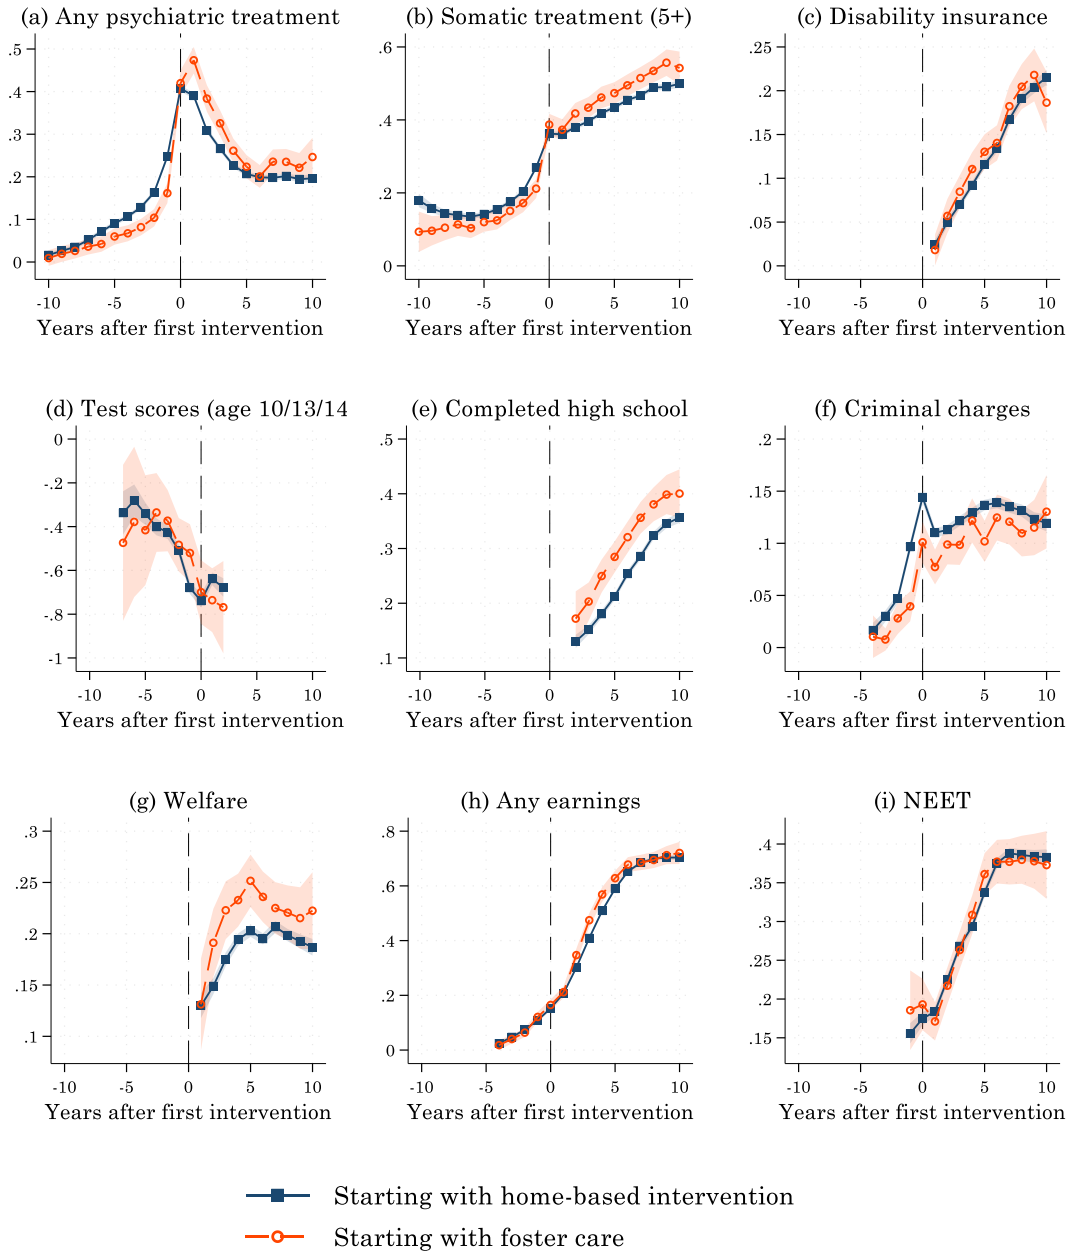 (a) Any psychiatric treatment
(b) Somatic treatment (5+)
(c) Disability insurance
.5
.4
.3
.2
.1
0
-10 -5 0 5 10
Years after first intervention
.6
.4
.2
0
-10 -5 0 5 10
Years after first intervention
.25
.2
.15
.1
.05
0
-10 -5 0 5 10
Years after first intervention
(d) Test scores (age 10/13/14
(e) Completed high school
(f) Criminal charges
0
-.2
-.4
-.6
-.8
-1
-10 -5 0 5 10
Years after first intervention
.5
.4
.3
.2
.1
-10 -5 0 5 10
Years after first intervention
.2
.15
.1
.05
0
-10 -5 0 5 10
Years after first intervention
(g) Welfare
(h) Any earnings
(i) NEET
.3
.25
.2
.15
.1
-10 -5 0 5 10
Years after first intervention
.8
.6
.4
.2
0
-10 -5 0 5 10
Years after first intervention
.4
.35
.3
.25
.2
.15
-10 -5 0 5 10
Years after first intervention
Starting with home-based intervention
Starting with foster care